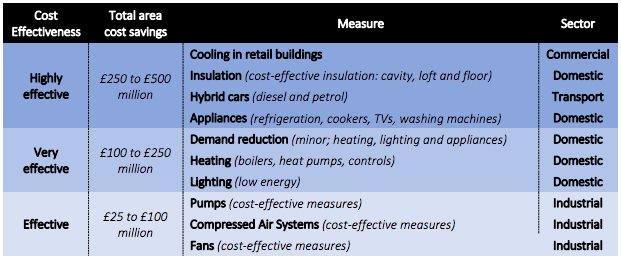 Cost Effectiveness Total area cost savings Measure Sector
Highly effective £250 to £500 million
Cooling in retail buildings Commercial
Insulation (cost-effective insulation: cavity, loft and floor) Domestic
Hybrid cars (diesel and petrol) Transport
Appliances (refrigeration, cookers, TVs, washing machines) Domestic
Very effective £100 to £250 million
Demand reduction (minor; heating, lighting and appliances) Domestic
Heating (boilers, heat pumps, controls) Domestic
Lighting (low energy) Domestic
Effective £25 to £100 million
Pumps (cost-effective measures) Industrial
Compressed Air Systems (cost-effective measures) Industrial
Fans (cost-effective measures) Industrial